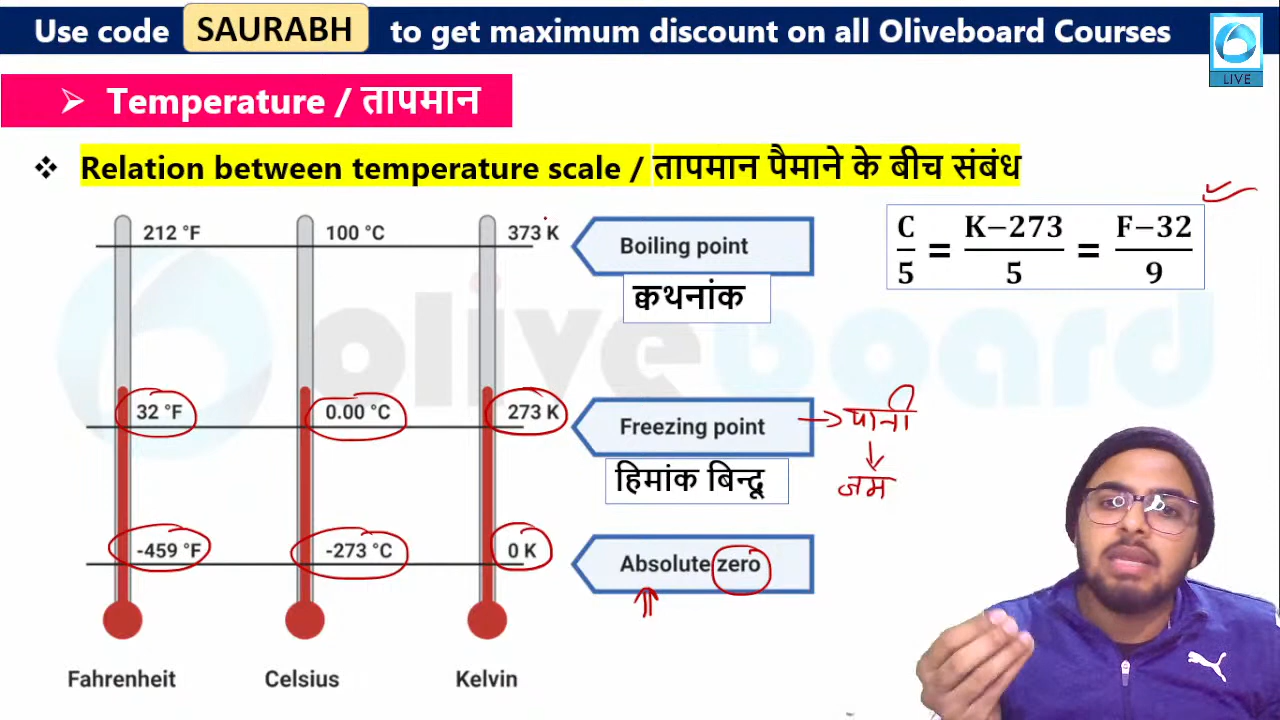 Use code SAURABH to get maximum discount on all Oliveboard Courses
LIVE
➢ Temperature / तापमान
❖ Relation between temperature scale / तापमान पैमाने के बीच संबंध
212 °F 100 °C 373 K Boiling point
क्वथनांक
C/5 = K−273/5 = F−32/9
oliveboard
32 °F 0.00 °C 273 K Freezing point → पानी
↓
हिमांक बिन्दू जम
-459 °F -273 °C 0 K Absolute zero
Fahrenheit Celsius Kelvin